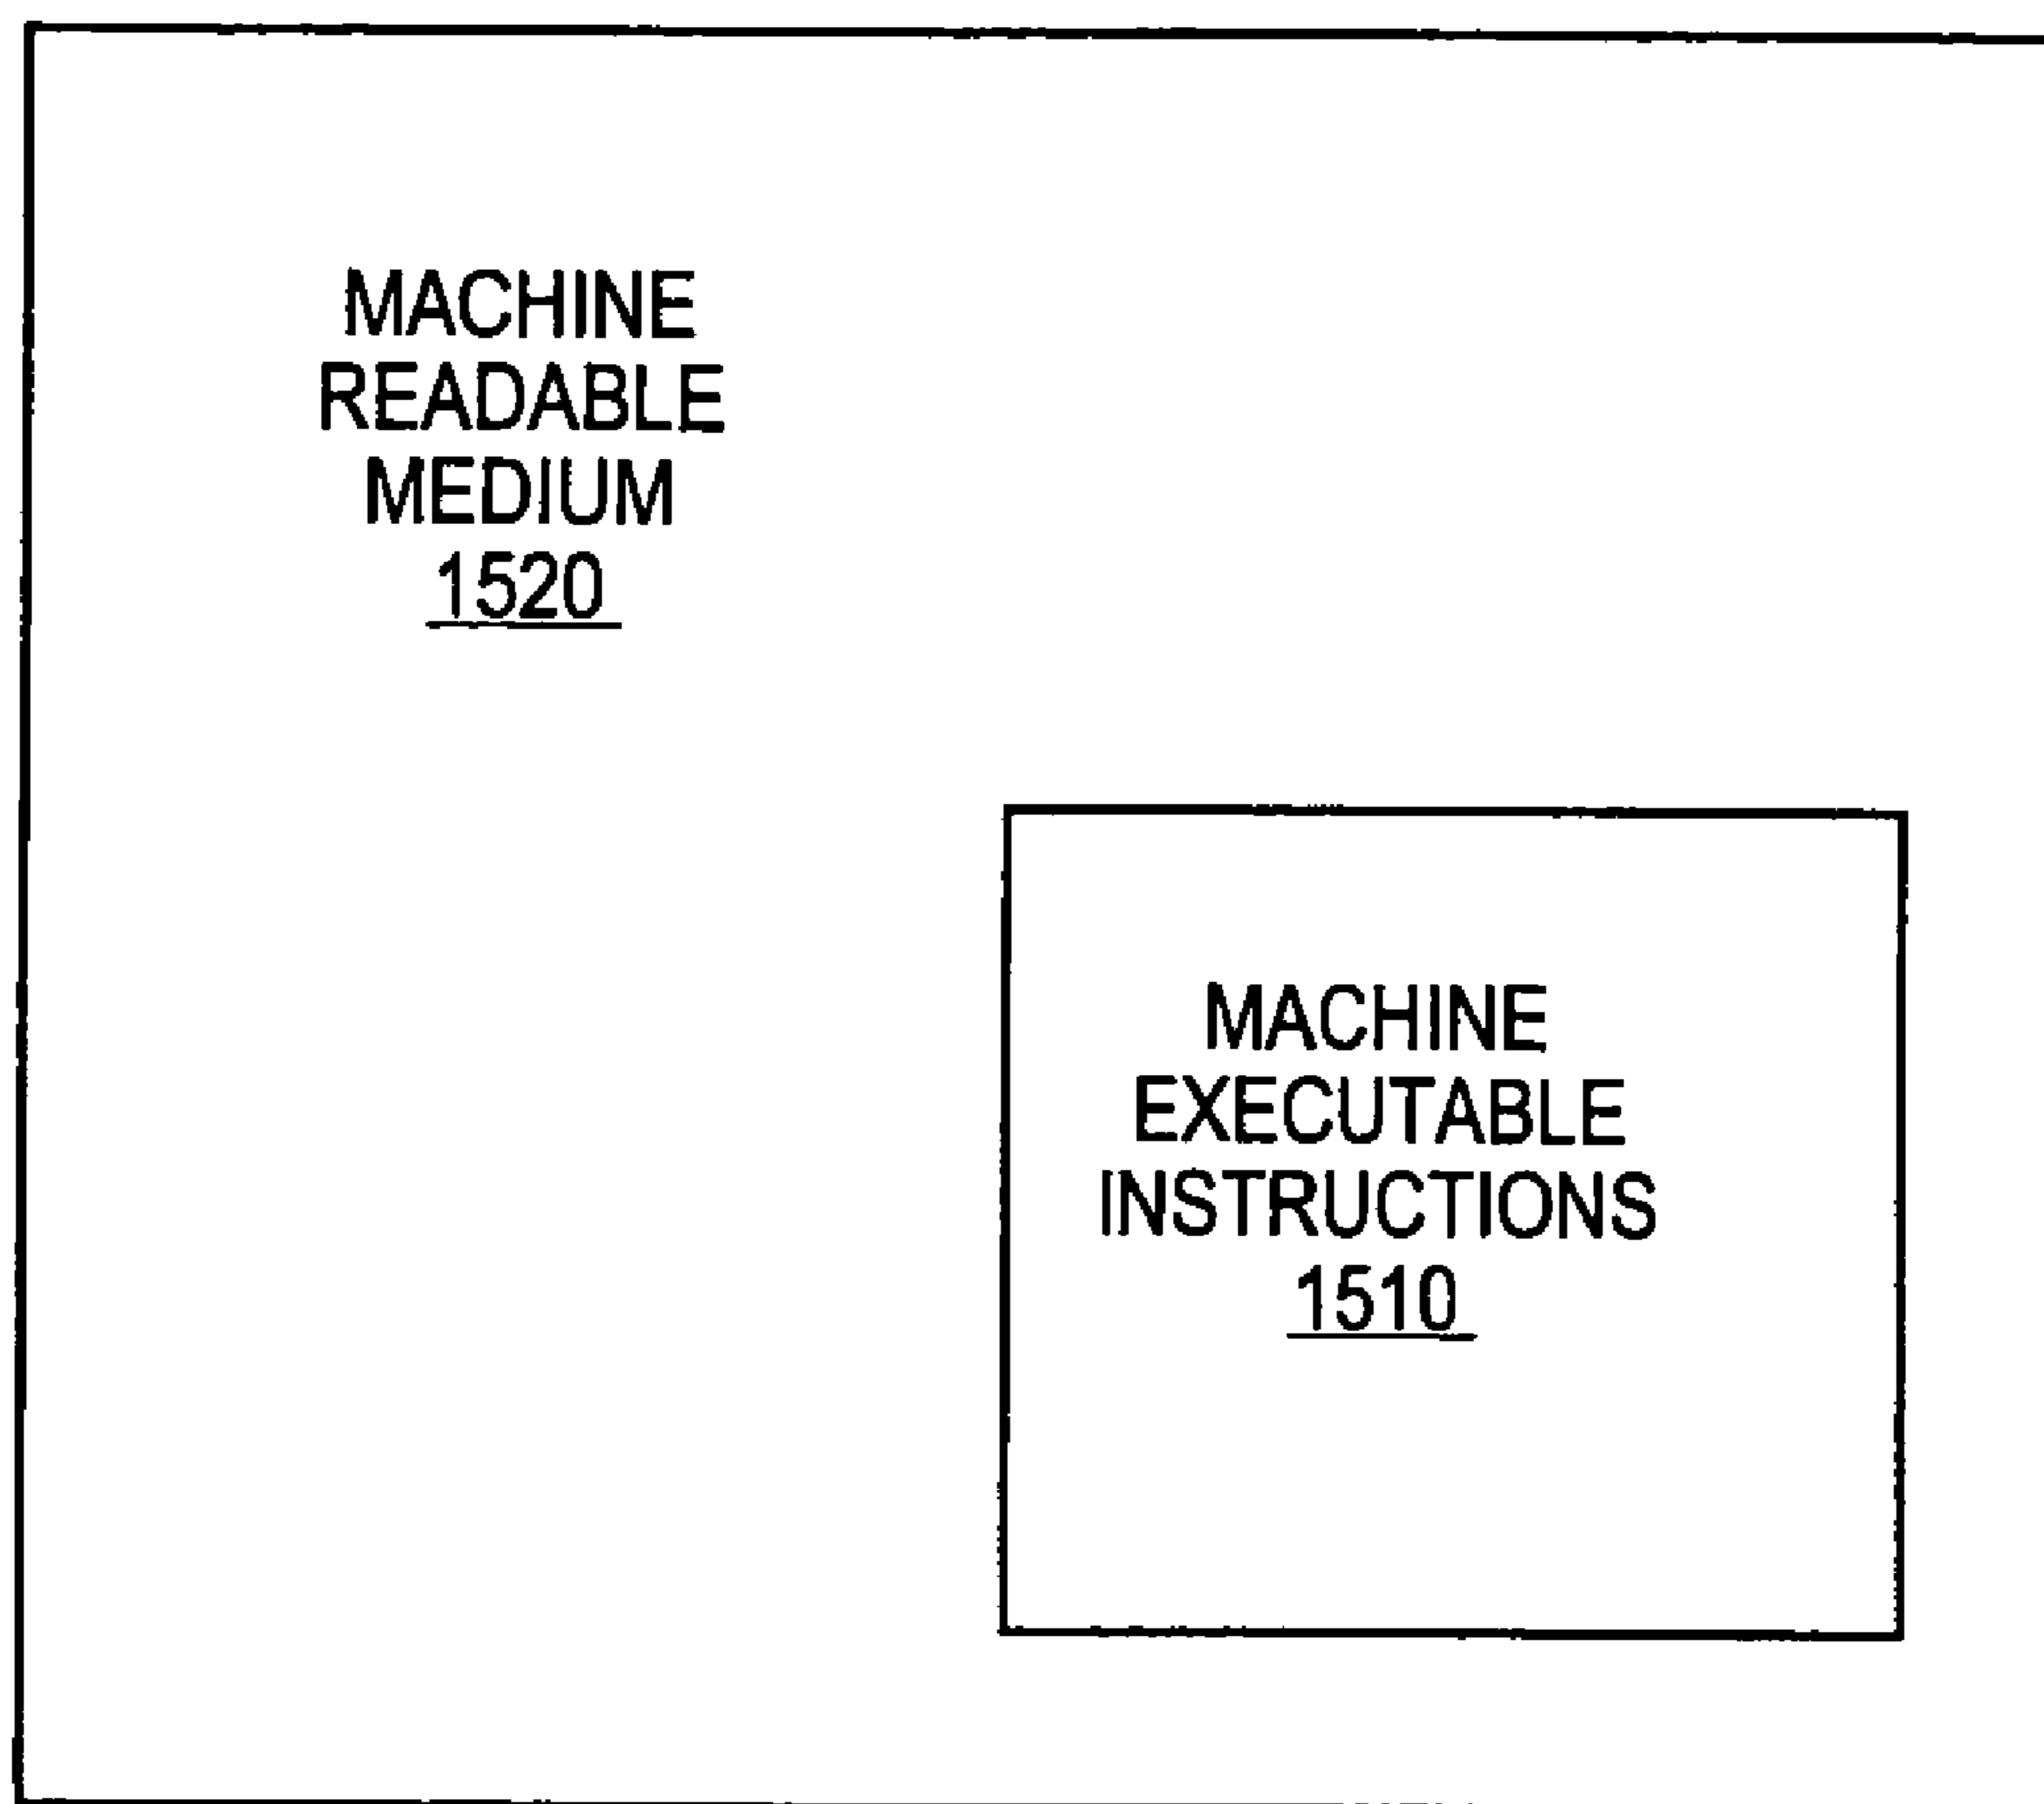 MACHINE
READABLE
MEDIUM
1520
MACHINE
EXECUTABLE
INSTRUCTIONS
1510